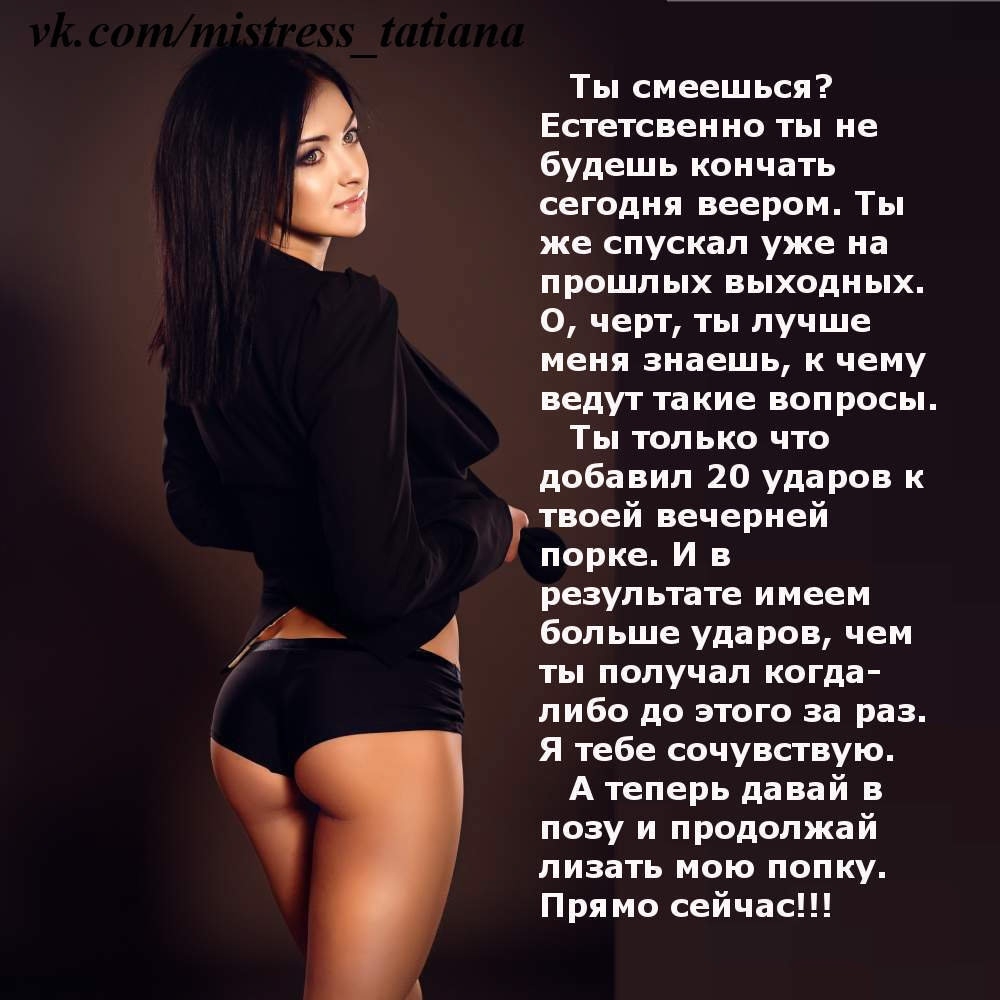 vk.com/mistress_tatiana
Ты смеешься?
Естетсвенно ты не
будешь кончать
сегодня веером. Ты
же спускал уже на
прошлых выходных.
О, черт, ты лучше
меня знаешь, к чему
ведут такие вопросы.
Ты только что
добавил 20 ударов к
твоей вечерней
порке. И в
результате имеем
больше ударов, чем
ты получал когда-
либо до этого за раз.
Я тебе сочувствую.
А теперь давай в
позу и продолжай
лизать мою попку.
Прямо сейчас!!!